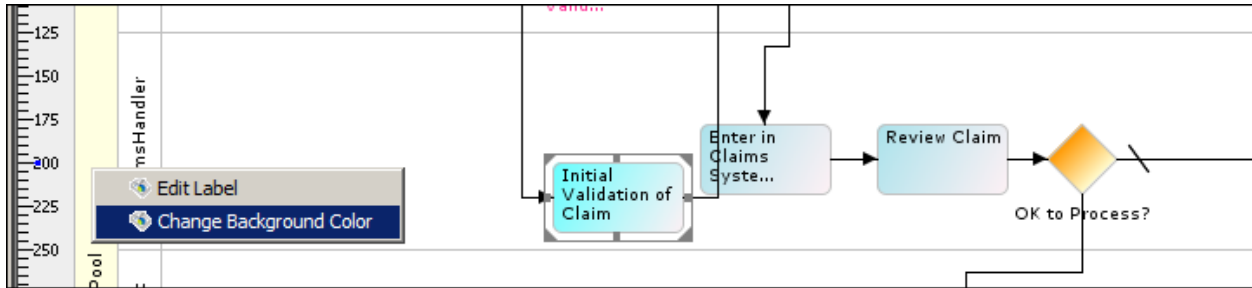 125
150
175
200
225
250
Pool
msHandler
Edit Label
Change Background Color
Initial
Validation of
Claim
Enter in
Claims
Syste...
Review Claim
OK to Process?